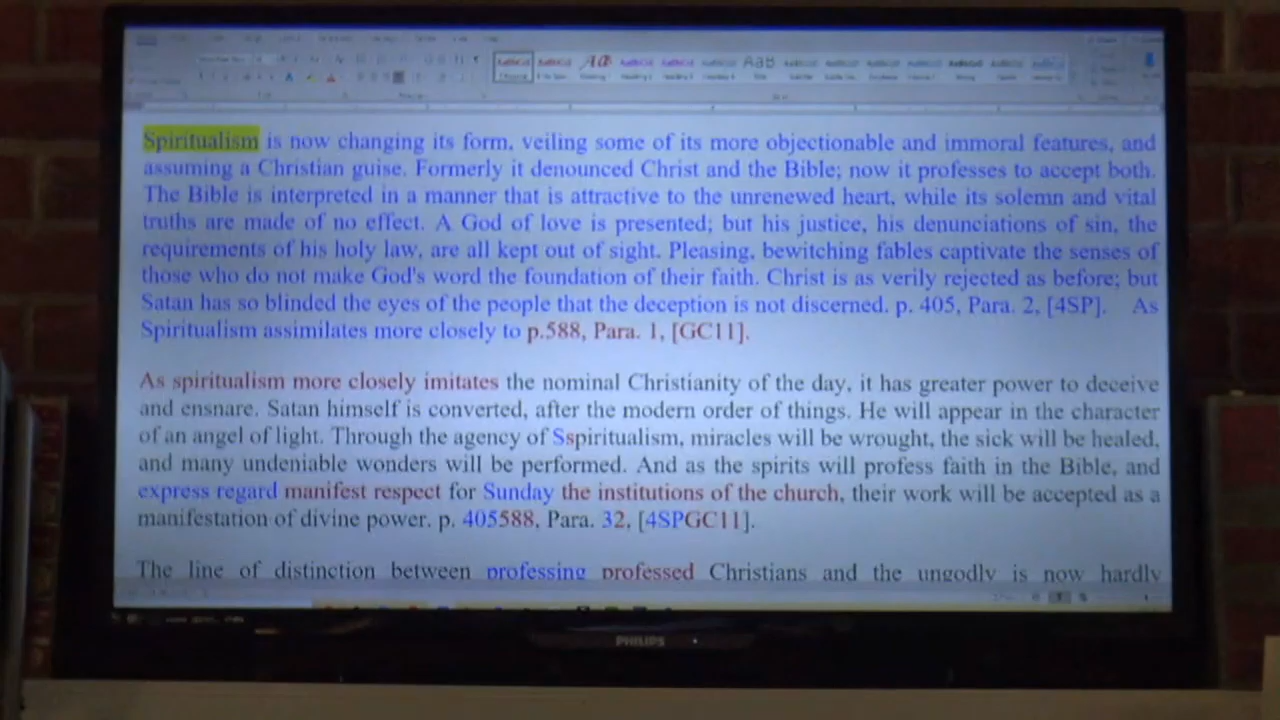 Spiritualism is now changing its form, veiling some of its more objectionable and immoral features, and
assuming a Christian guise. Formerly it denounced Christ and the Bible; now it professes to accept both.
The Bible is interpreted in a manner that is attractive to the unrenewed heart, while its solemn and vital
truths are made of no effect. A God of love is presented; but his justice, his denunciations of sin, the
requirements of his holy law, are all kept out of sight. Pleasing, bewitching fables captivate the senses of
those who do not make God's word the foundation of their faith. Christ is as verily rejected as before; but
Satan has so blinded the eyes of the people that the deception is not discerned. p. 405, Para. 2, [4SP]. As
Spiritualism assimilates more closely to p.588, Para. 1, [GC11].
As spiritualism more closely imitates the nominal Christianity of the day, it has greater power to deceive
and ensnare. Satan himself is converted, after the modern order of things. He will appear in the character
of an angel of light. Through the agency of Sspiritualism, miracles will be wrought, the sick will be healed,
and many undeniable wonders will be performed. And as the spirits will profess faith in the Bible, and
express regard manifest respect for Sunday the institutions of the church, their work will be accepted as a
manifestation of divine power. p. 405588, Para. 32, [4SPGC11].
The line of distinction between professing professed Christians and the ungodly is now hardly
PHILIPS